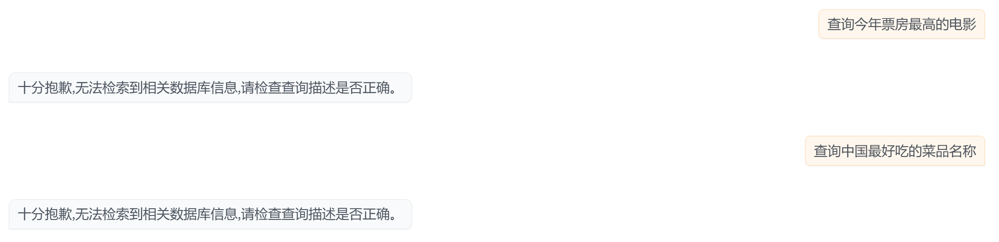 查询今年票房最高的电影
十分抱歉,无法检索到相关数据库信息,请检查查询描述是否正确。
查询中国最好吃的菜品名称
十分抱歉,无法检索到相关数据库信息,请检查查询描述是否正确。